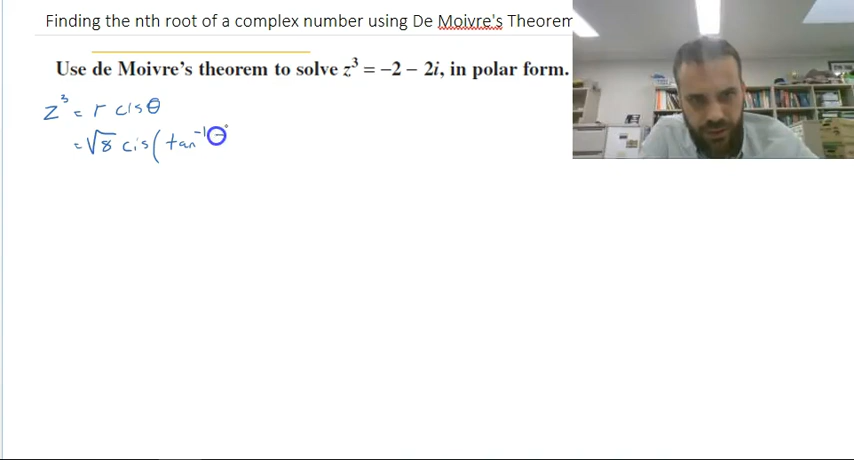 Finding the nth root of a complex number using De Moivre's Theorem
Use de Moivre's theorem to solve z³ = −2 − 2i, in polar form.
z³ = r cisθ
= √8 cis( tan⁻¹